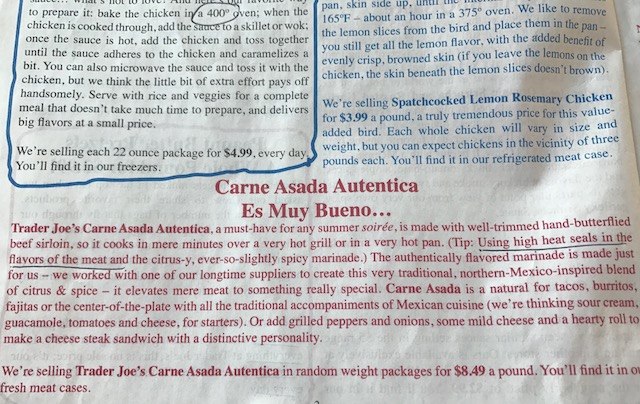 to prepare it: bake the chicken in a 400° oven; when the
chicken is cooked through, add the sauce to a skillet or wok;
once the sauce is hot, add the chicken and toss together
until the sauce adheres to the chicken and caramelizes a
bit. You can also microwave the sauce and toss it with the
chicken, but we think the little bit of extra effort pays off
handsomely. Serve with rice and veggies for a complete
meal that doesn't take much time to prepare, and delivers
big flavors at a small price.
We're selling each 22 ounce package for $4.99, every day.
You'll find it in our freezers.
pan, skin side up, until
165°F – about an hour in a 375° oven. We like to remove
the lemon slices from the bird and place them in the pan –
you still get all the lemon flavor, with the added benefit of
evenly crisp, browned skin (if you leave the lemons on the
chicken, the skin beneath the lemon slices doesn't brown).
We're selling Spatchcocked Lemon Rosemary Chicken
for $3.99 a pound, a truly tremendous price for this value-
added bird. Each whole chicken will vary in size and
weight, but you can expect chickens in the vicinity of three
pounds each. You'll find it in our refrigerated meat case.
Carne Asada Autentica
Es Muy Bueno...
Trader Joe's Carne Asada Autentica, a must-have for any summer soirée, is made with well-trimmed hand-butterflied
beef sirloin, so it cooks in mere minutes over a very hot grill or in a very hot pan. (Tip: Using high heat seals in the
flavors of the meat and the citrus-y, ever-so-slightly spicy marinade.) The authentically flavored marinade is made just
for us – we worked with one of our longtime suppliers to create this very traditional, northern-Mexico-inspired blend
of citrus & spice – it elevates mere meat to something really special. Carne Asada is a natural for tacos, burritos,
fajitas or the center-of-the-plate with all the traditional accompaniments of Mexican cuisine (we're thinking sour cream,
guacamole, tomatoes and cheese, for starters). Or add grilled peppers and onions, some mild cheese and a hearty roll to
make a cheese steak sandwich with a distinctive personality.
We're selling Trader Joe's Carne Asada Autentica in random weight packages for $8.49 a pound. You'll find it in
fresh meat cases.